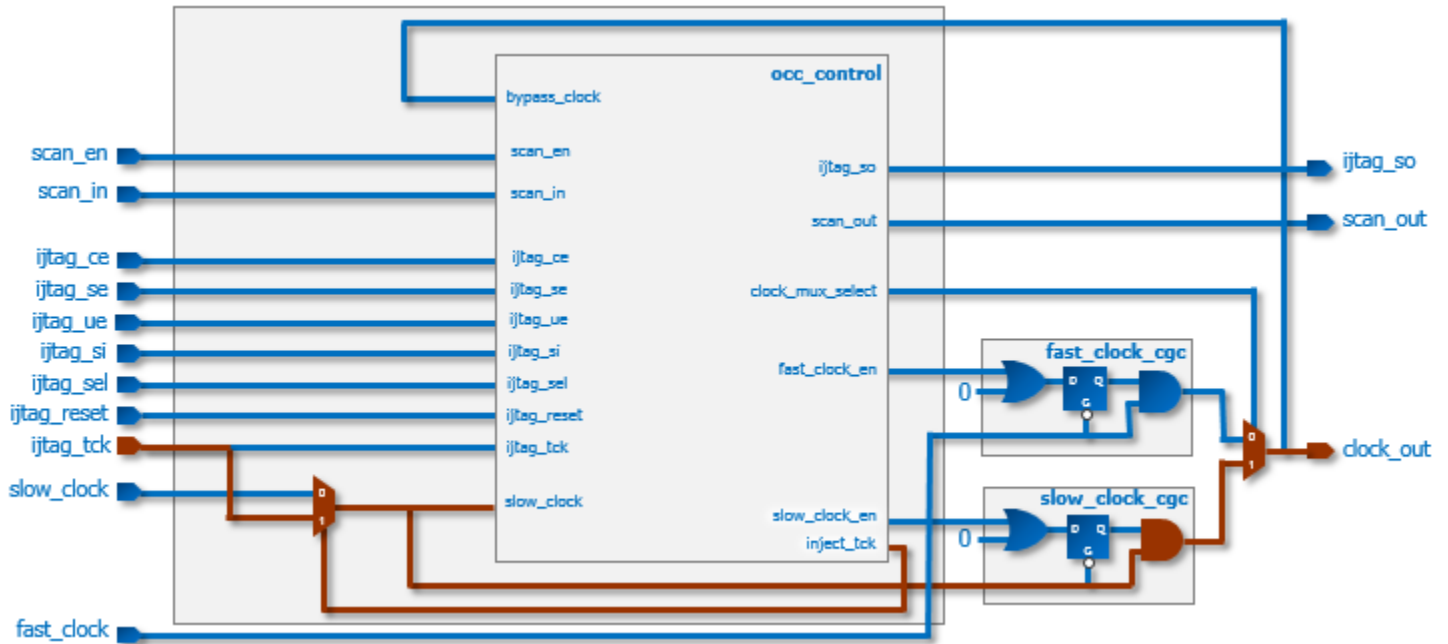 occ_control
bypass_clock
scan_en
scan_en
scan_in
scan_in
ijtag_so
ijtag_so
scan_out
scan_out
ijtag_ce
ijtag_ce
ijtag_se
ijtag_se
clock_mux_select
ijtag_ue
ijtag_ue
ijtag_si
ijtag_si
fast_clock_cgc
fast_clock_en
0
D
Q
G
ijtag_sel
ijtag_sel
ijtag_reset
ijtag_reset
ijtag_tck
ijtag_tck
0
1
clock_out
slow_clock
0
1
slow_clock
slow_clock_cgc
slow_clock_en
0
D
Q
G
inject_tck
fast_clock